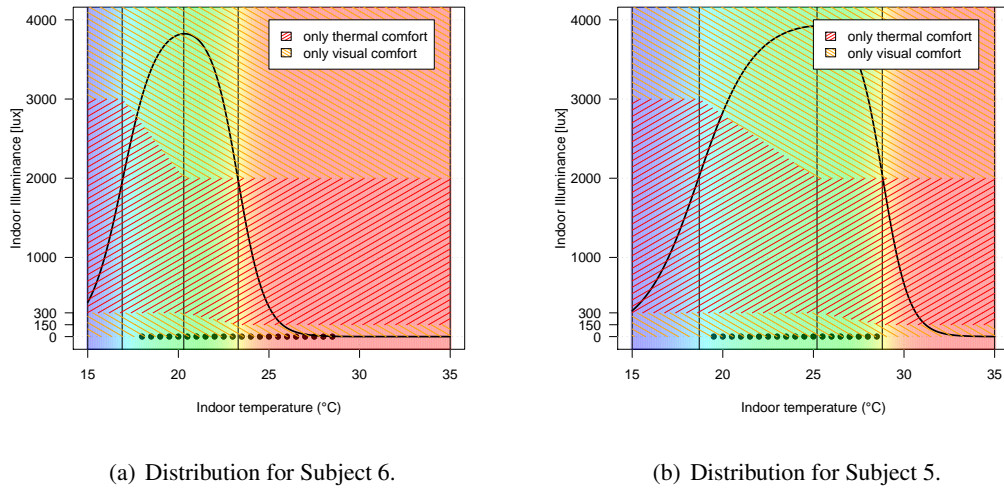 4000
3000
2000
1000
300
150
0
Indoor Illuminance [lux]
only thermal comfort
only visual comfort
15 20 25 30 35
Indoor temperature (°C)
(a) Distribution for Subject 6.
4000
3000
2000
1000
300
150
0
Indoor Illuminance [lux]
only thermal comfort
only visual comfort
15 20 25 30 35
Indoor temperature (°C)
(b) Distribution for Subject 5.